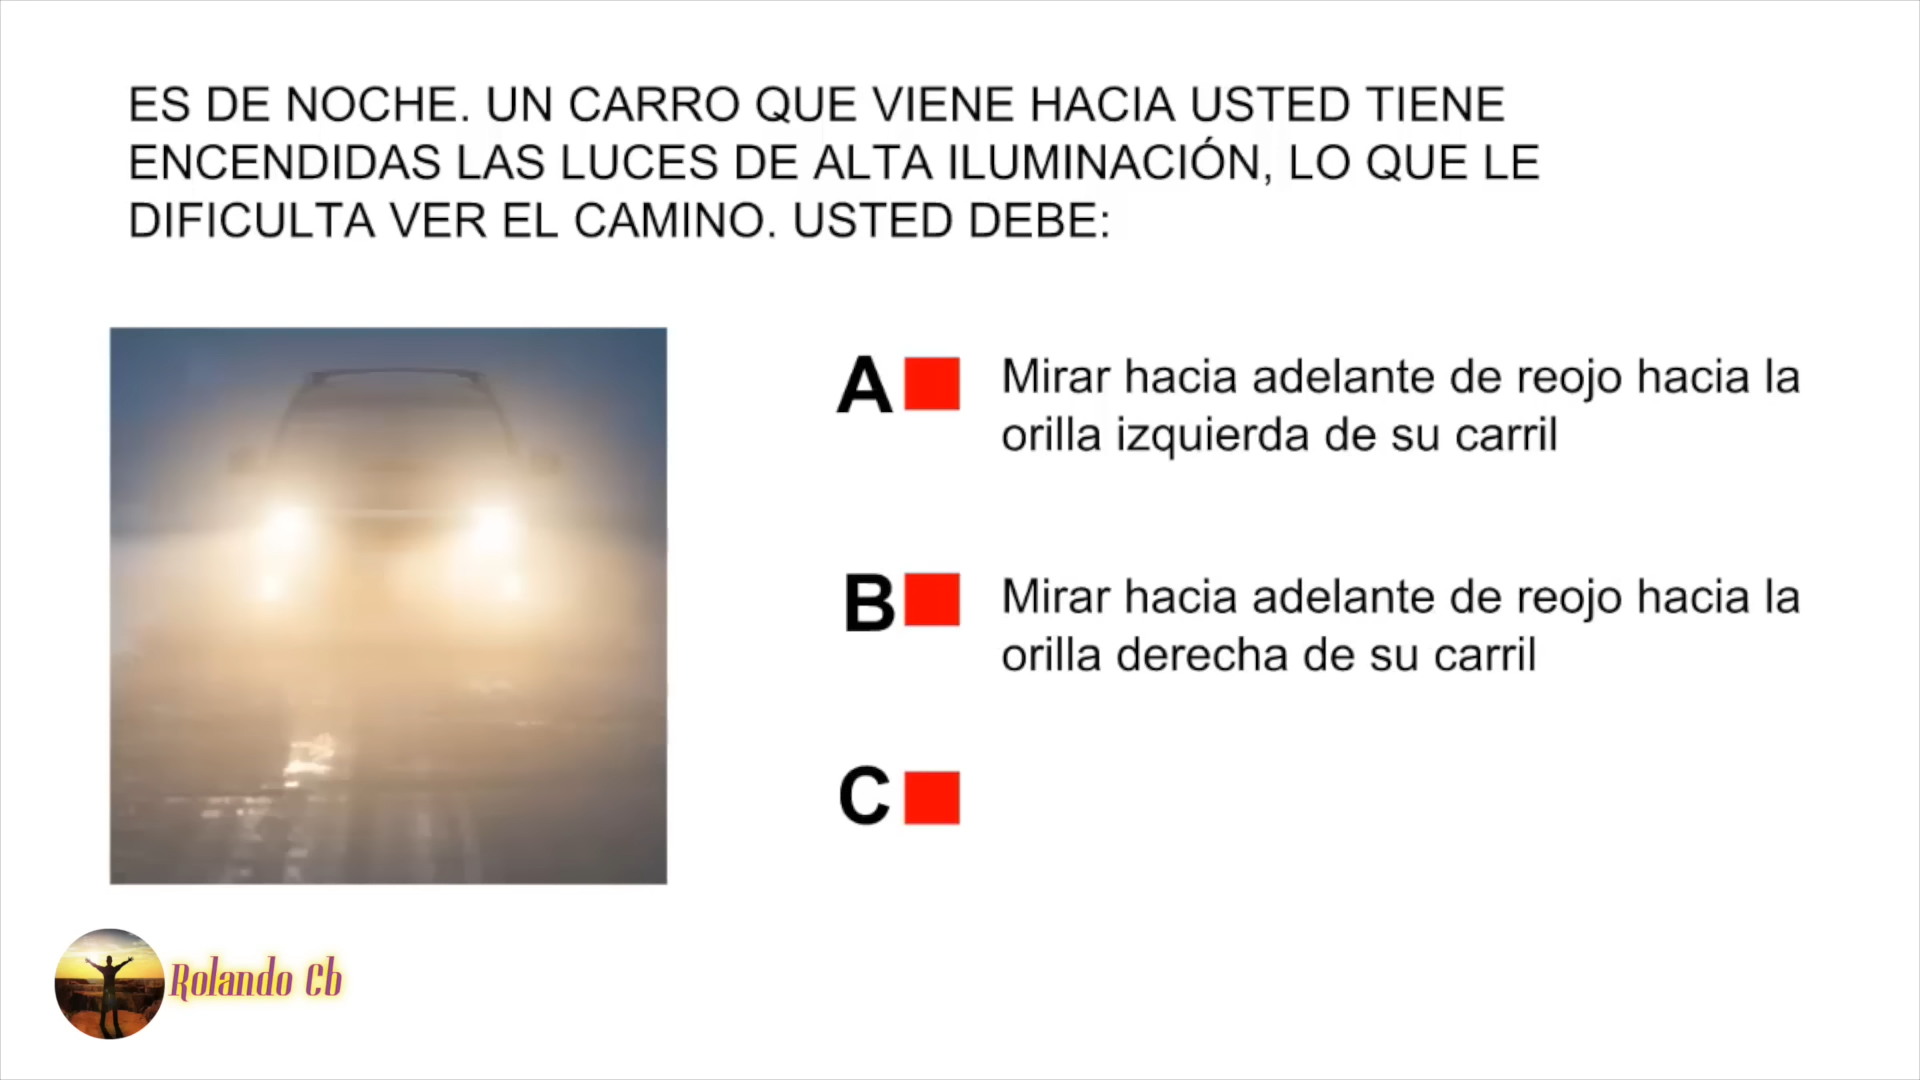 ES DE NOCHE. UN CARRO QUE VIENE HACIA USTED TIENE
ENCENDIDAS LAS LUCES DE ALTA ILUMINACIÓN, LO QUE LE
DIFICULTA VER EL CAMINO. USTED DEBE:
A Mirar hacia adelante de reojo hacia la
orilla izquierda de su carril
B Mirar hacia adelante de reojo hacia la
orilla derecha de su carril
C
Rolando Cb